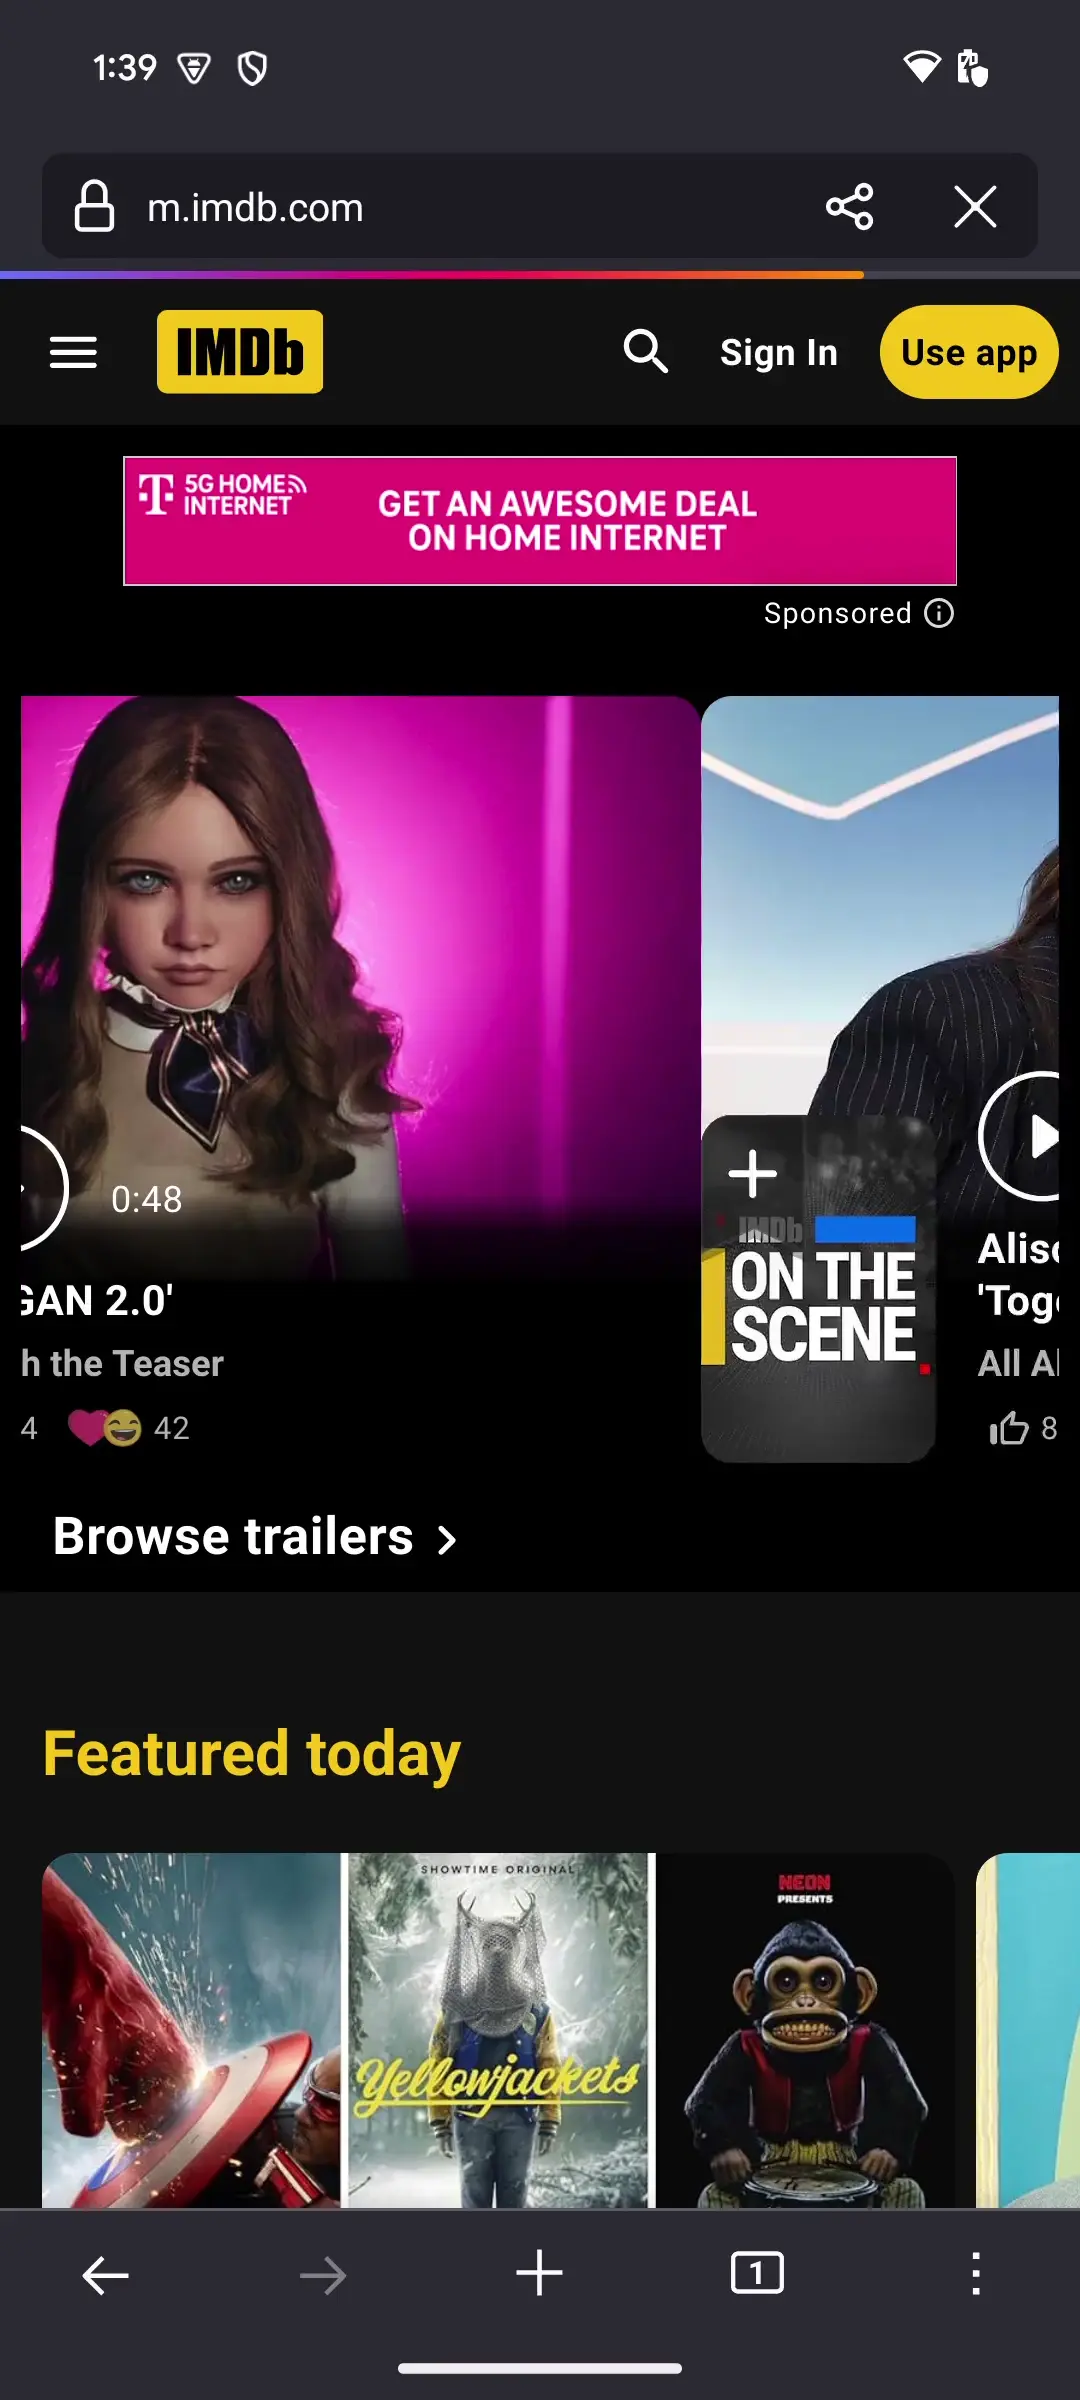 1:39
m.imdb.com
IMDb
Sign In
Use app
5G HOME
INTERNET
GET AN AWESOME DEAL
ON HOME INTERNET
Sponsored
0:48
GAN 2.0'
h the Teaser
4
42
IMDb
ON THE
SCENE
Alis
'Tog
All Al
8
Browse trailers
Featured today
SHOWTIME ORIGINAL
Yellowjackets
NEON
PRESENTS
1